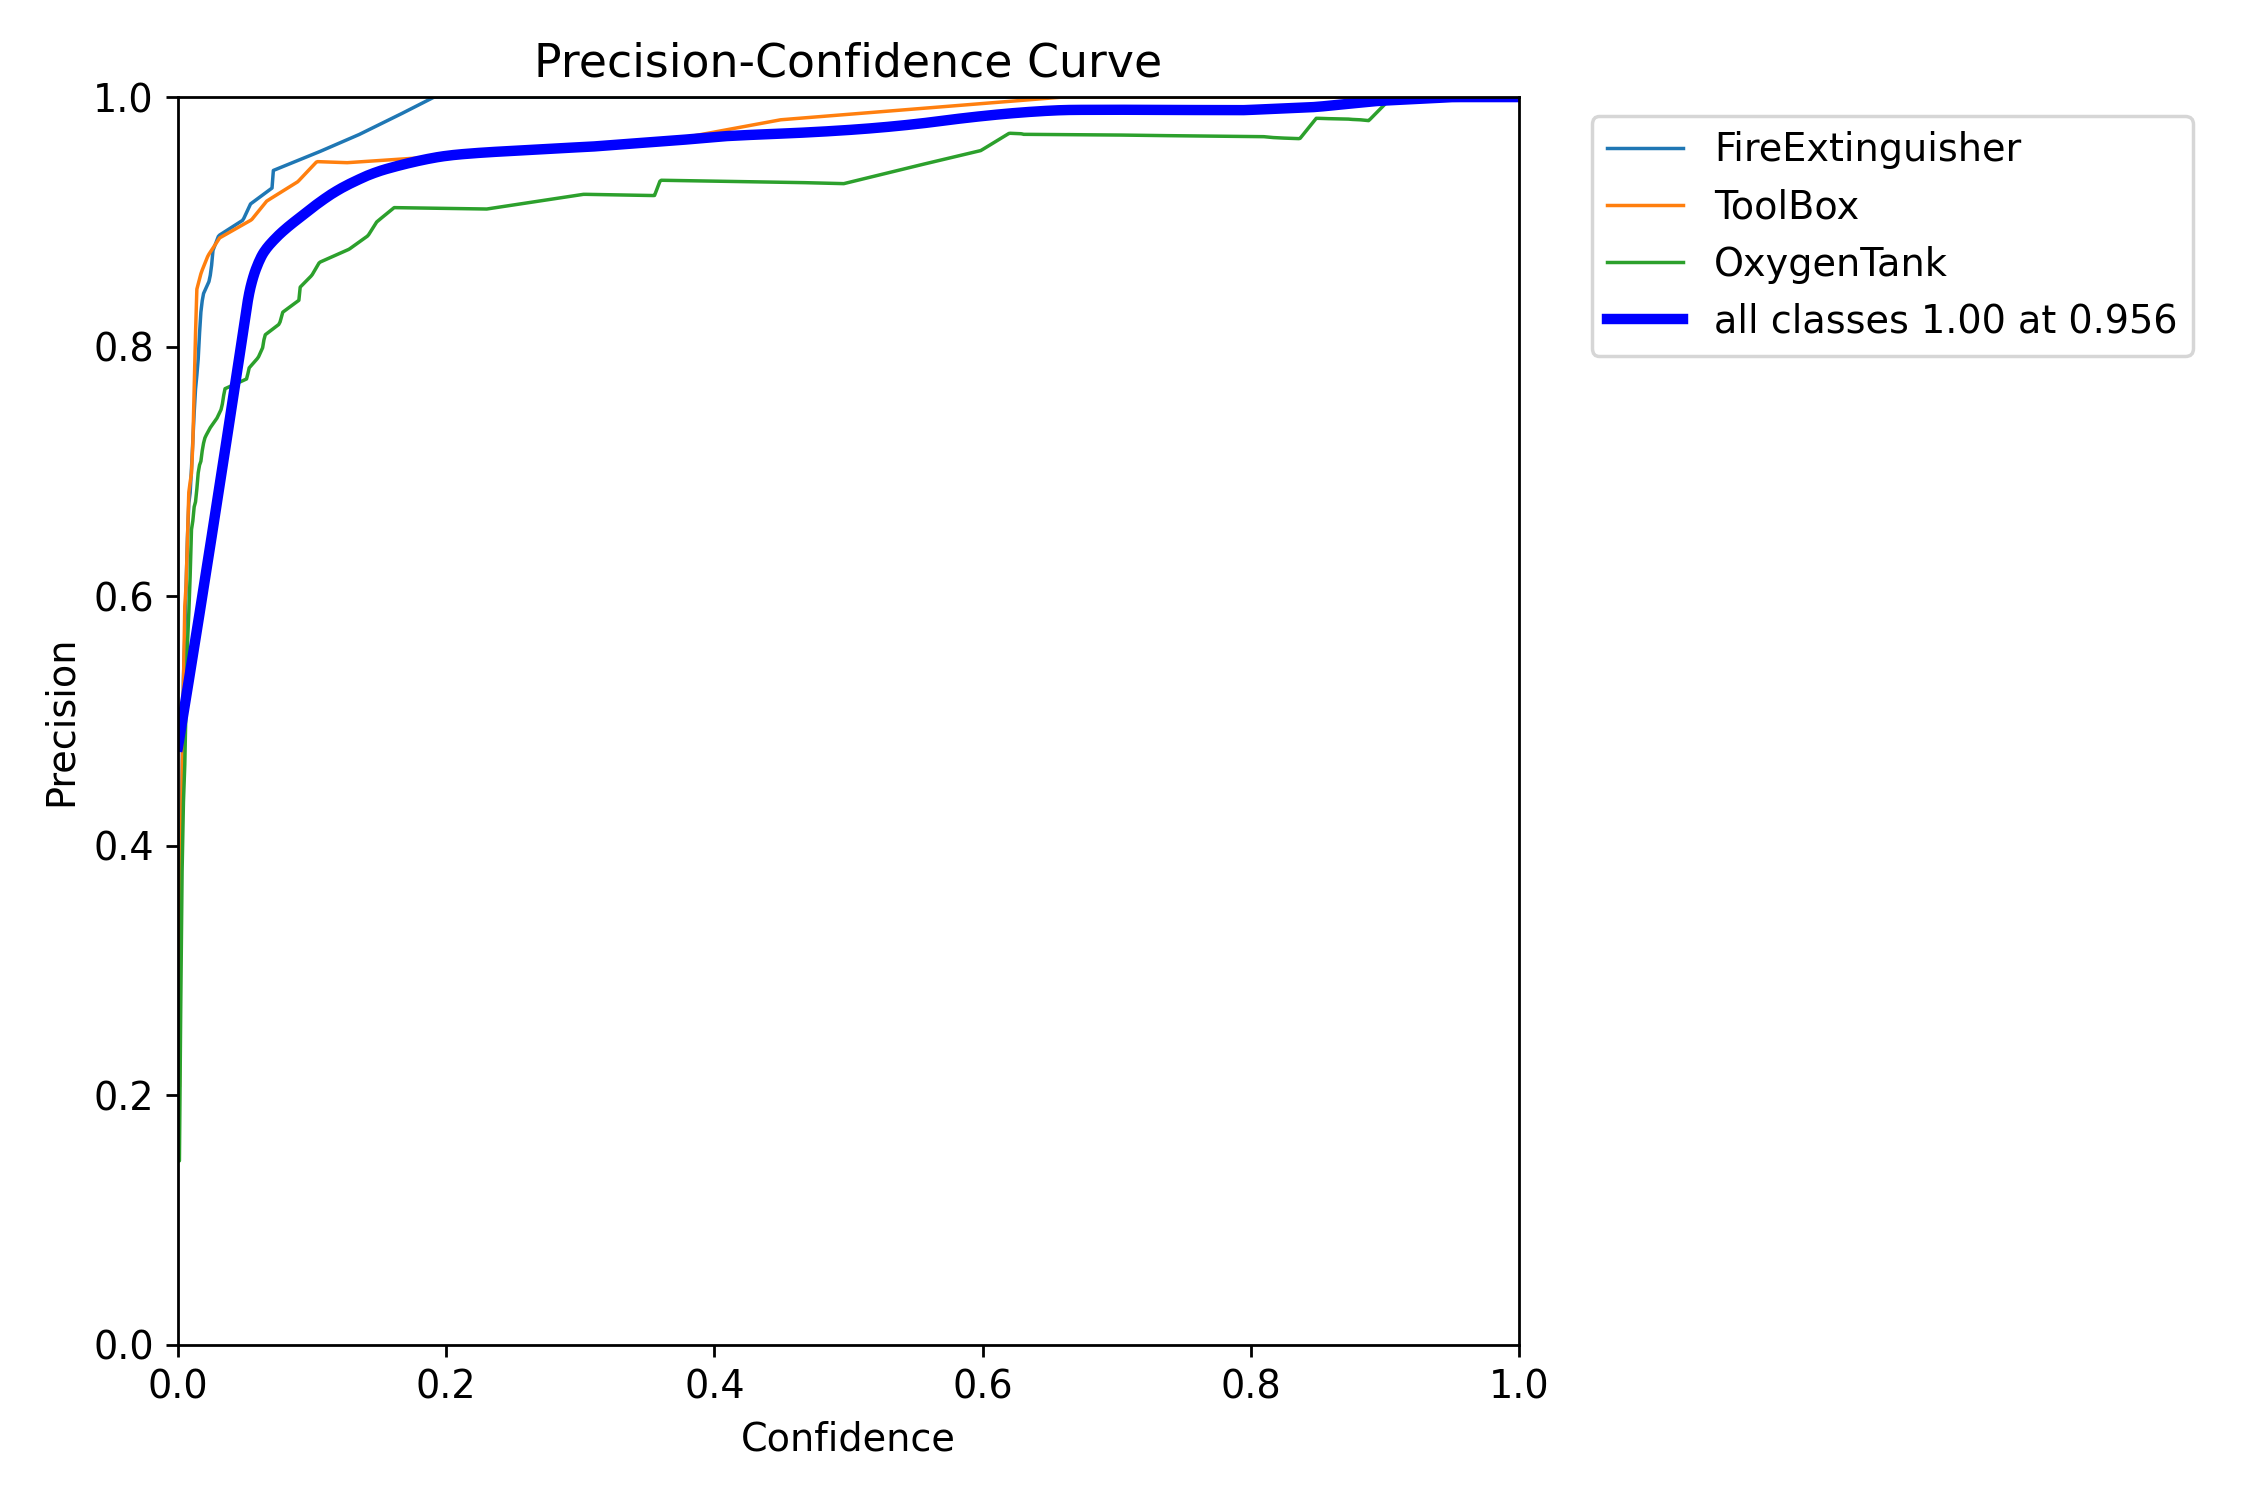 Precision-Confidence Curve
1.0
0.8
0.6
0.4
0.2
0.0
Precision
0.0 0.2 0.4 0.6 0.8 1.0
Confidence
FireExtinguisher
ToolBox
OxygenTank
all classes 1.00 at 0.956